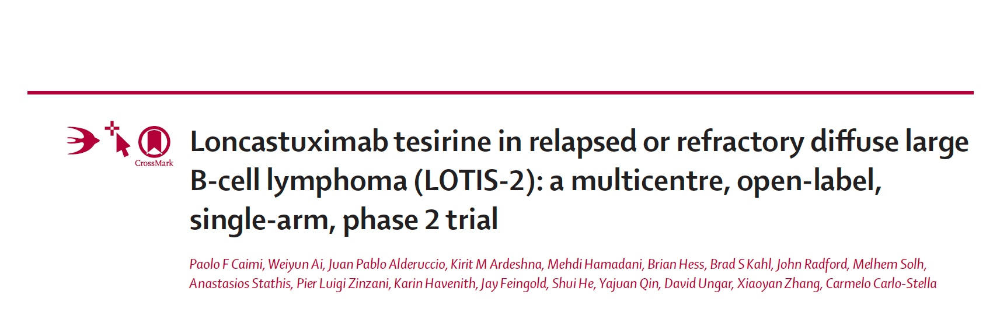 CrossMark
Loncastuximab tesirine in relapsed or refractory diffuse large
B-cell lymphoma (LOTIS-2): a multicentre, open-label,
single-arm, phase 2 trial
Paolo F Caimi, Weiyun Ai, Juan Pablo Alderuccio, Kirit M Ardeshna, Mehdi Hamadani, Brian Hess, Brad S Kahl, John Radford, Melhem Solh,
Anastasios Stathis, Pier Luigi Zinzani, Karin Havenith, Jay Feingold, Shui He, Yajuan Qin, David Ungar, Xiaoyan Zhang, Carmelo Carlo-Stella